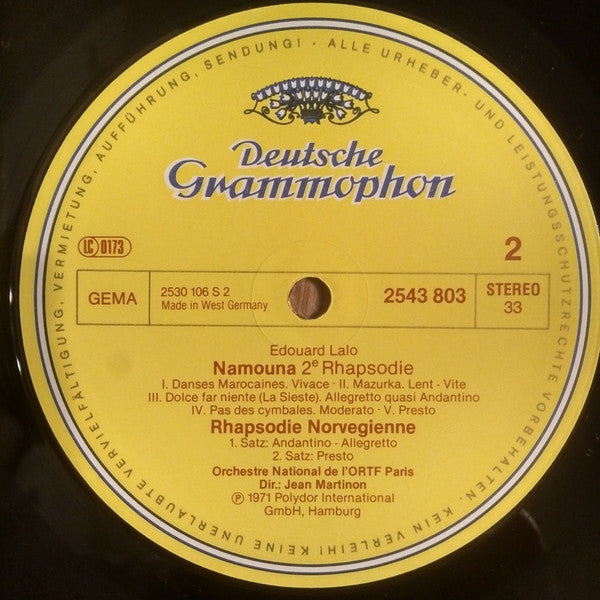 KEIN VERLEIH! KEINE UNERLAUBTE VERVIELFÄLTIGUNG, VERMIETUNG, AUFFÜHRUNG, SENDUNG! · ALLE URHEBER- UND LEISTUNGSSCHUTZRECHTE VORBEHALTEN.
Deutsche
Grammophon
LC 0173
2
GEMA
2530 106 S 2
Made in West Germany
2543 803
STEREO
33
Edouard Lalo
Namouna 2e Rhapsodie
I. Danses Marocaines. Vivace · II. Mazurka. Lent - Vite
III. Dolce far niente (La Sieste). Allegretto quasi Andantino
IV. Pas des cymbales. Moderato · V. Presto
Rhapsodie Norvegienne
1. Satz: Andantino - Allegretto
2. Satz: Presto
Orchestre National de l'ORTF Paris
Dir.: Jean Martinon
℗ 1971 Polydor International
GmbH, Hamburg